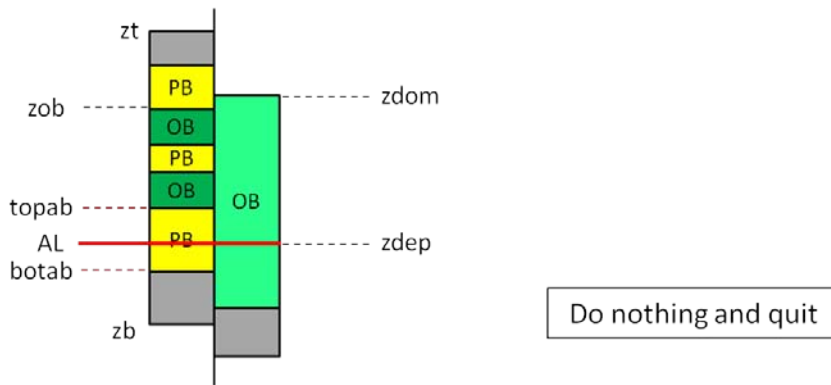 zt
PB
zdom
zob
OB
PB
OB
OB
topab
AL
PB
zdep
botab
Do nothing and quit
zb